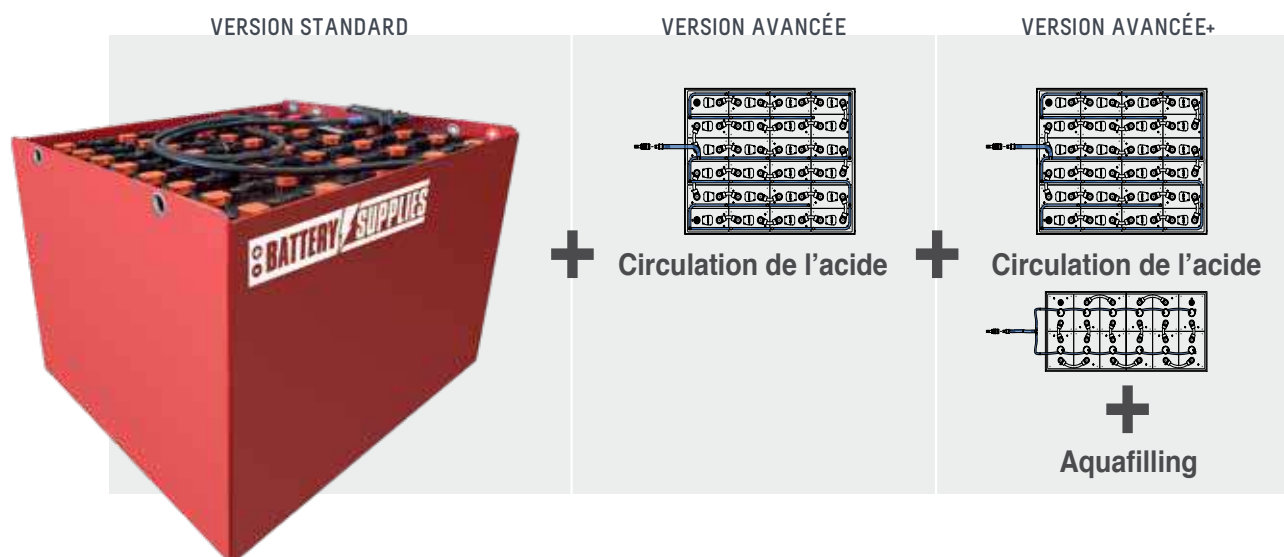 VERSION STANDARD
VERSION AVANCÉE
VERSION AVANCÉE+
BATTERY SUPPLIES
+
Circulation de l’acide
+
Circulation de l’acide
+
Aquafilling